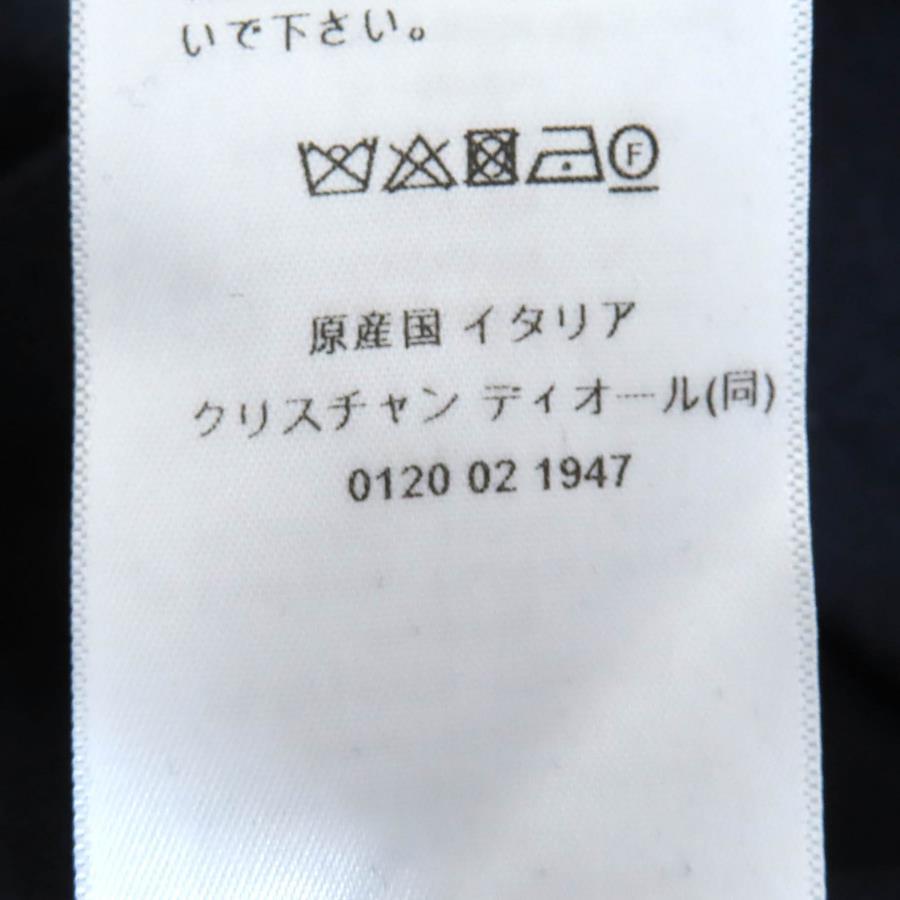 いで下さい。
F
原産国 イタリア
クリスチャン ディオール(同)
0120 02 1947